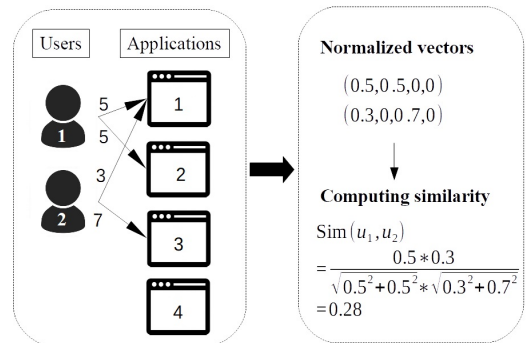 Users
Applications
1
2
5
5
3
7
1
2
3
4
Normalized vectors
(0.5,0.5,0,0)
(0.3,0,0.7,0)
Computing similarity
Sim(u₁,u₂)
= 0.5*0.3 / √0.5²+0.5² * √0.3²+0.7²
=0.28